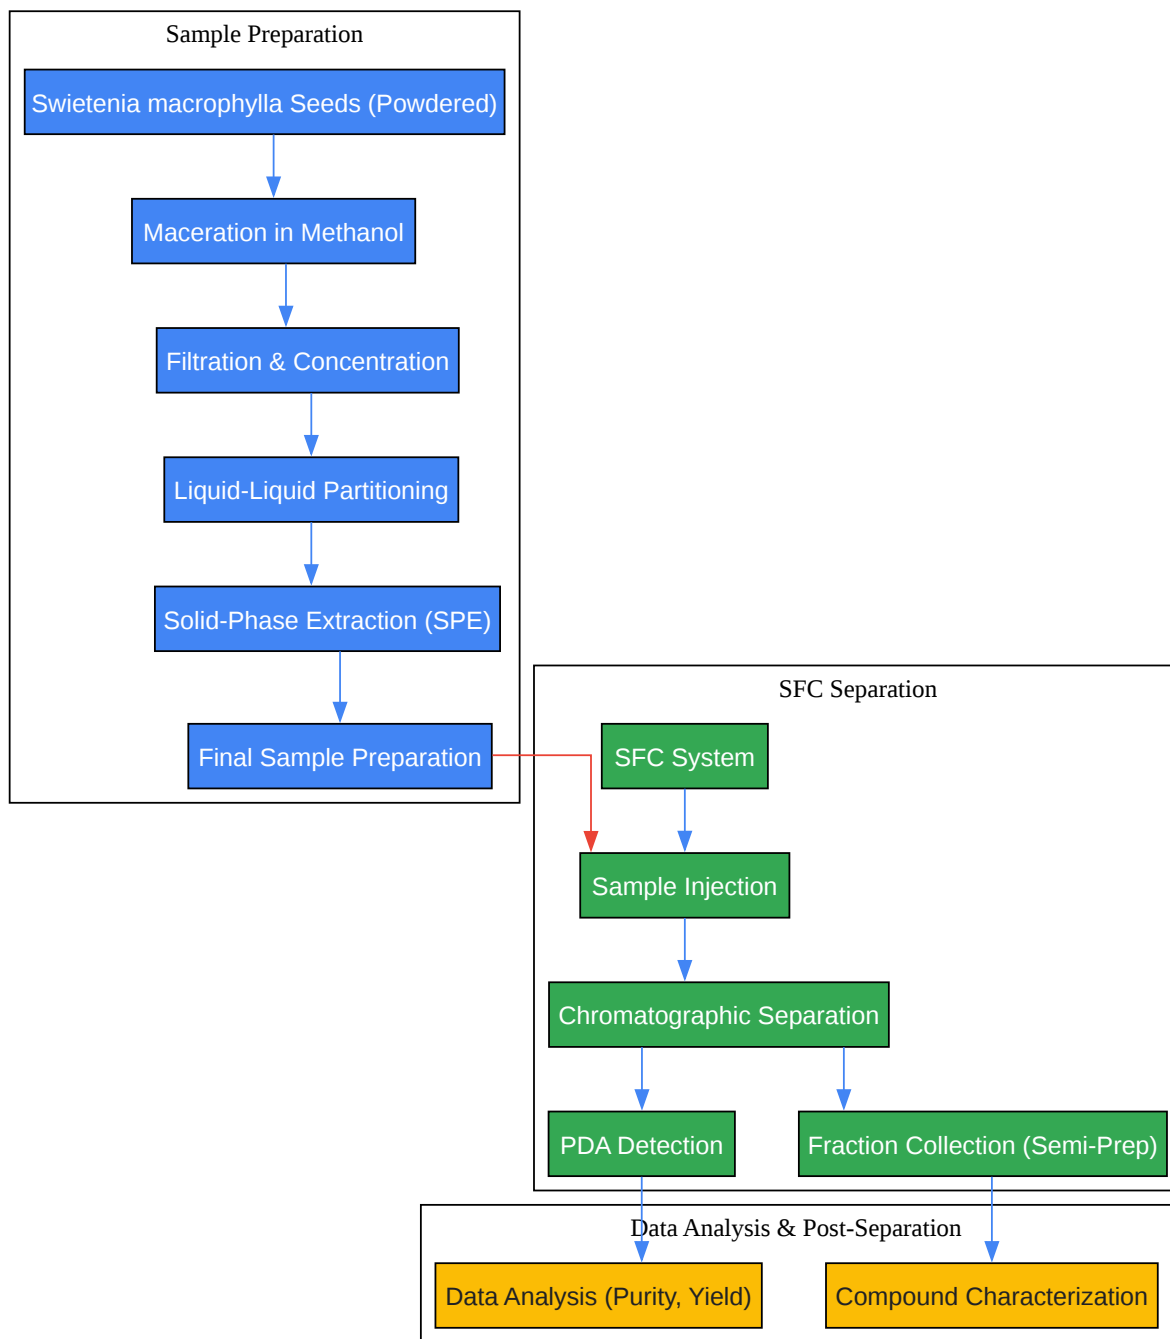 Sample Preparation
Swietenia macrophylla Seeds (Powdered)
Maceration in Methanol
Filtration & Concentration
Liquid-Liquid Partitioning
Solid-Phase Extraction (SPE)
Final Sample Preparation
SFC Separation
SFC System
Sample Injection
Chromatographic Separation
PDA Detection
Fraction Collection (Semi-Prep)
Data Analysis & Post-Separation
Data Analysis (Purity, Yield)
Compound Characterization